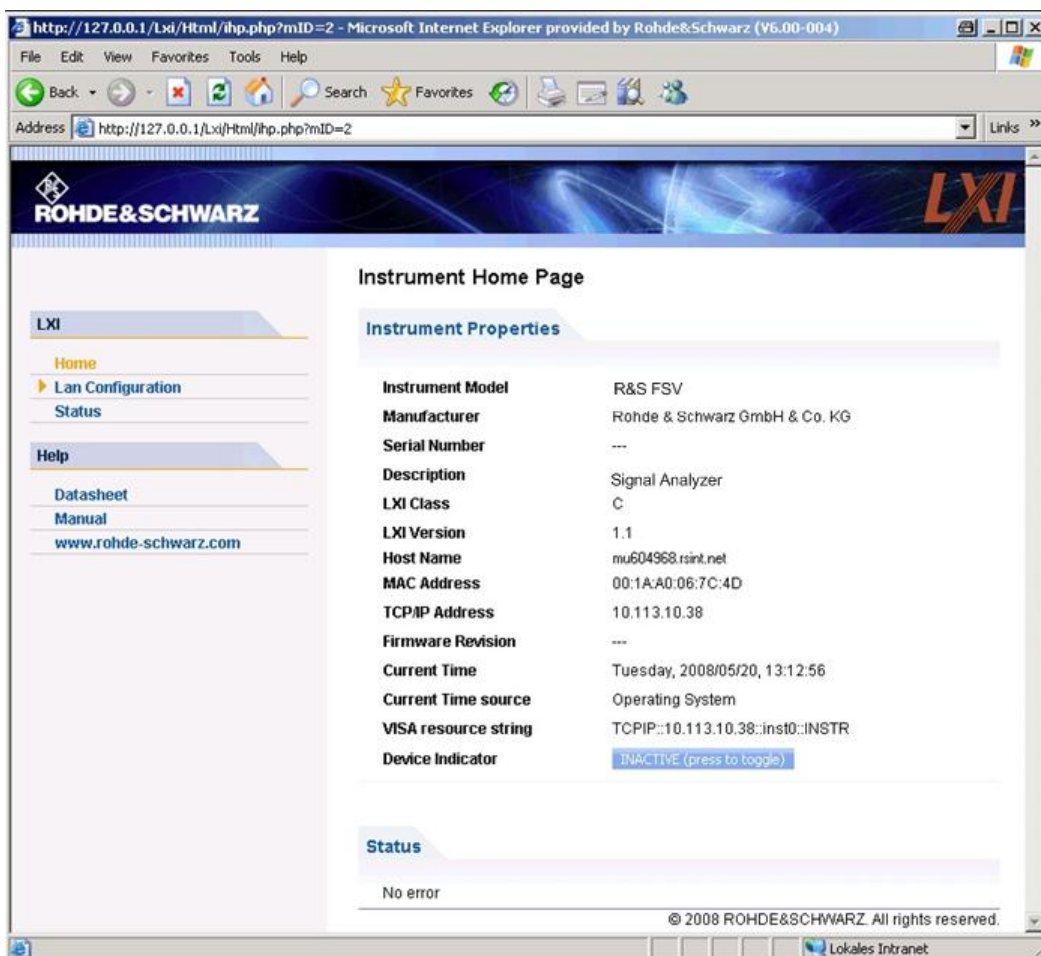 http://127.0.0.1/Lxi/Html/ihp.php?mID=2 - Microsoft Internet Explorer provided by Rohde&Schwarz (V6.00-004)
File Edit View Favorites Tools Help
Back Search Favorites
Address http://127.0.0.1/Lxi/Html/ihp.php?mID=2 Links »
R&S
ROHDE&SCHWARZ
LXI
Instrument Home Page
LXI
Home
Lan Configuration
Status
Help
Datasheet
Manual
www.rohde-schwarz.com
Instrument Properties
Instrument Model R&S FSV
Manufacturer Rohde & Schwarz GmbH & Co. KG
Serial Number ---
Description Signal Analyzer
LXI Class C
LXI Version 1.1
Host Name mu604968.rsint.net
MAC Address 00:1A:A0:06:7C:4D
TCP/IP Address 10.113.10.38
Firmware Revision ---
Current Time Tuesday, 2008/05/20, 13:12:56
Current Time source Operating System
VISA resource string TCPIP::10.113.10.38::inst0::INSTR
Device Indicator INACTIVE (press to toggle)
Status
No error
© 2008 ROHDE&SCHWARZ. All rights reserved.
Lokales Intranet